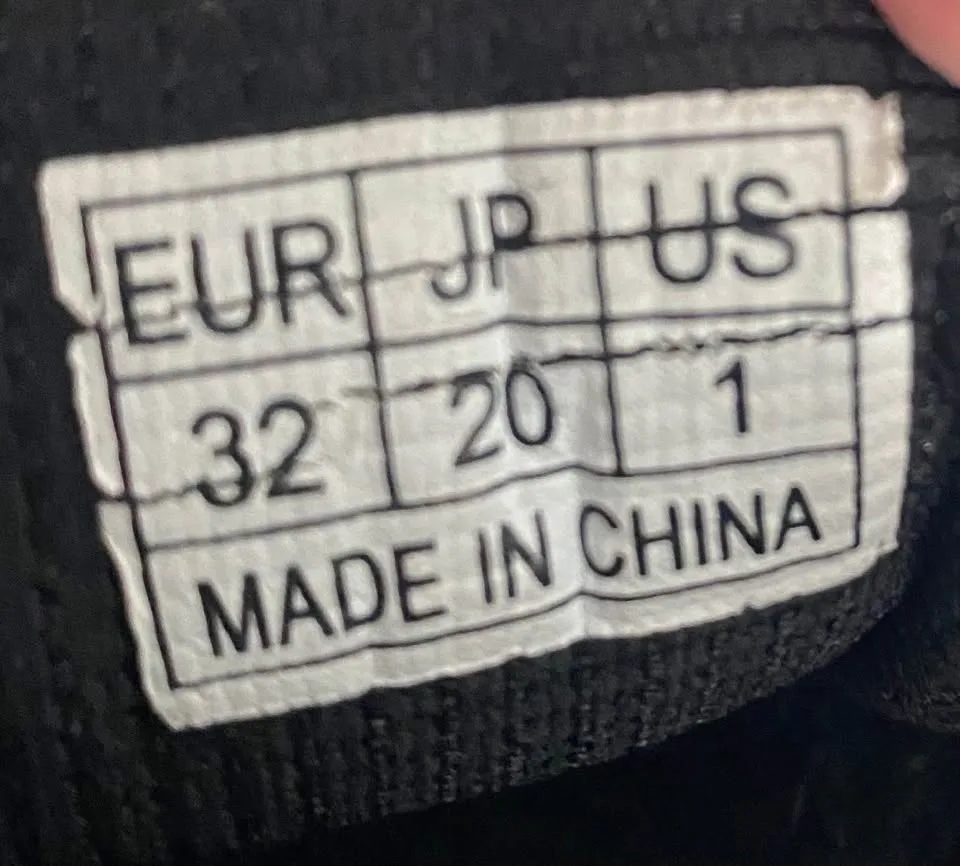 EUR JP US
32 20 1
MADE IN CHINA